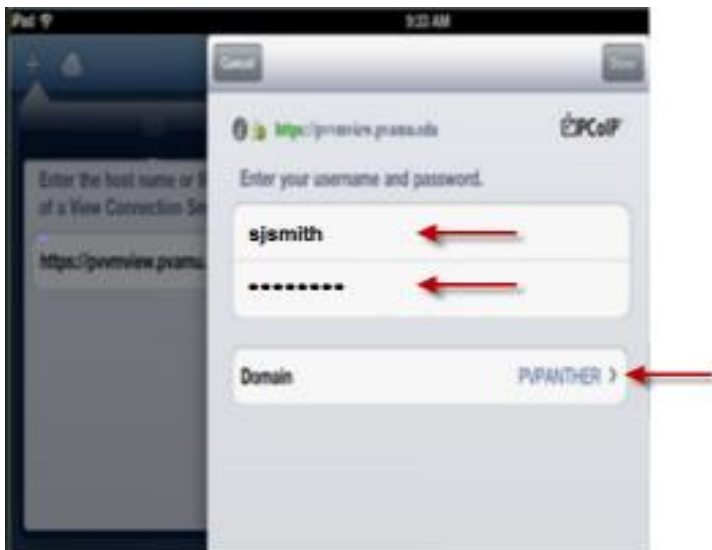 iPad 9:33 AM
+
Cancel Done
https://pvvmview.pvamu.edu PCoIP
Enter the host name or
of a View Connection Se
https://pvvmview.pvamu.
Enter your username and password.
sjsmith
••••••••
Domain PVPANTHER >